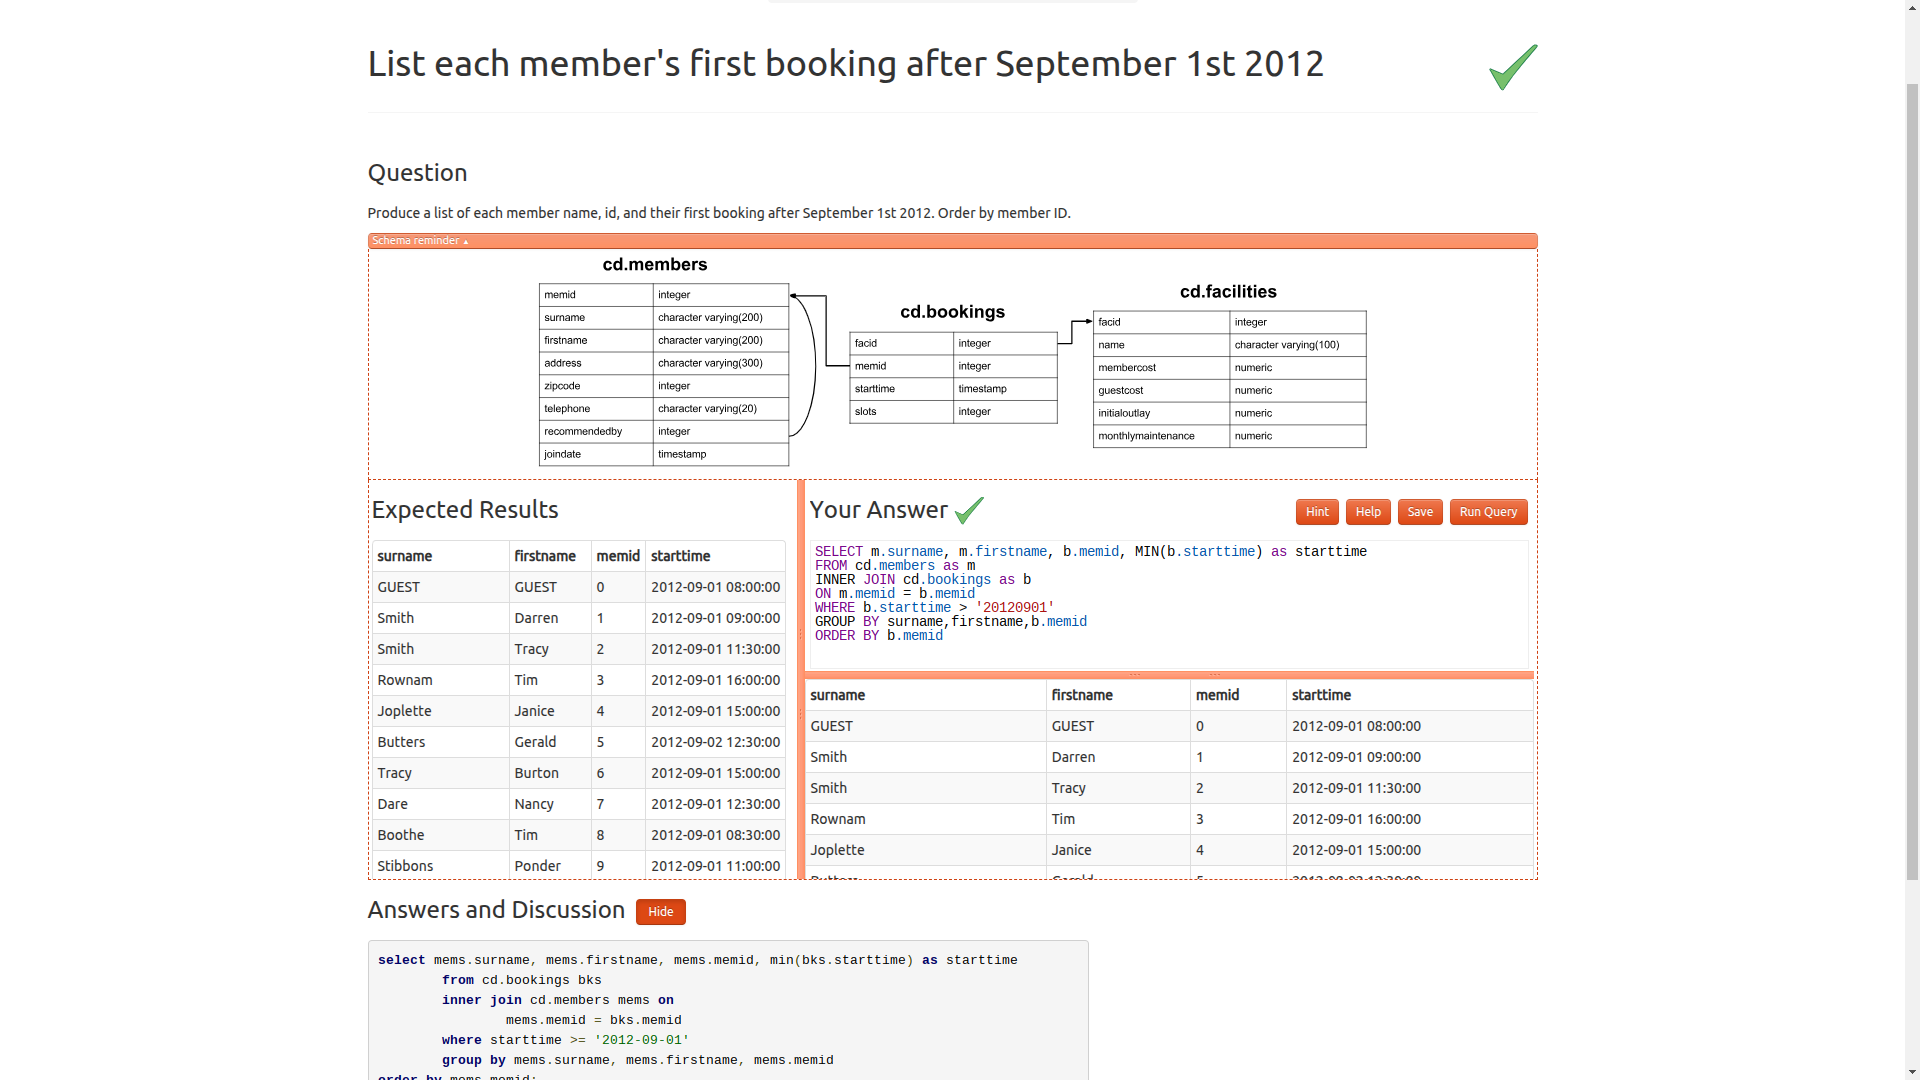 List each member's first booking after September 1st 2012
Question
Produce a list of each member name, id, and their first booking after September 1st 2012. Order by member ID.
Schema reminder ▴
cd.members
memid integer
surname character varying(200)
firstname character varying(200)
address character varying(300)
zipcode integer
telephone character varying(20)
recommendedby integer
joindate timestamp
cd.bookings
facid integer
memid integer
starttime timestamp
slots integer
cd.facilities
facid integer
name character varying(100)
membercost numeric
guestcost numeric
initialoutlay numeric
monthlymaintenance numeric
Expected Results
surname firstname memid starttime
GUEST GUEST 0 2012-09-01 08:00:00
Smith Darren 1 2012-09-01 09:00:00
Smith Tracy 2 2012-09-01 11:30:00
Rownam Tim 3 2012-09-01 16:00:00
Joplette Janice 4 2012-09-01 15:00:00
Butters Gerald 5 2012-09-02 12:30:00
Tracy Burton 6 2012-09-01 15:00:00
Dare Nancy 7 2012-09-01 12:30:00
Boothe Tim 8 2012-09-01 08:30:00
Stibbons Ponder 9 2012-09-01 11:00:00
Your Answer
Hint Help Save Run Query
SELECT m.surname, m.firstname, b.memid, MIN(b.starttime) as starttime
FROM cd.members as m
INNER JOIN cd.bookings as b
ON m.memid = b.memid
WHERE b.starttime > '20120901'
GROUP BY surname,firstname,b.memid
ORDER BY b.memid
surname firstname memid starttime
GUEST GUEST 0 2012-09-01 08:00:00
Smith Darren 1 2012-09-01 09:00:00
Smith Tracy 2 2012-09-01 11:30:00
Rownam Tim 3 2012-09-01 16:00:00
Joplette Janice 4 2012-09-01 15:00:00
Butters Gerald 5 2012-09-02 12:30:00
Answers and Discussion Hide
select mems.surname, mems.firstname, mems.memid, min(bks.starttime) as starttime
from cd.bookings bks
inner join cd.members mems on
mems.memid = bks.memid
where starttime >= '2012-09-01'
group by mems.surname, mems.firstname, mems.memid
order by mems.memid;